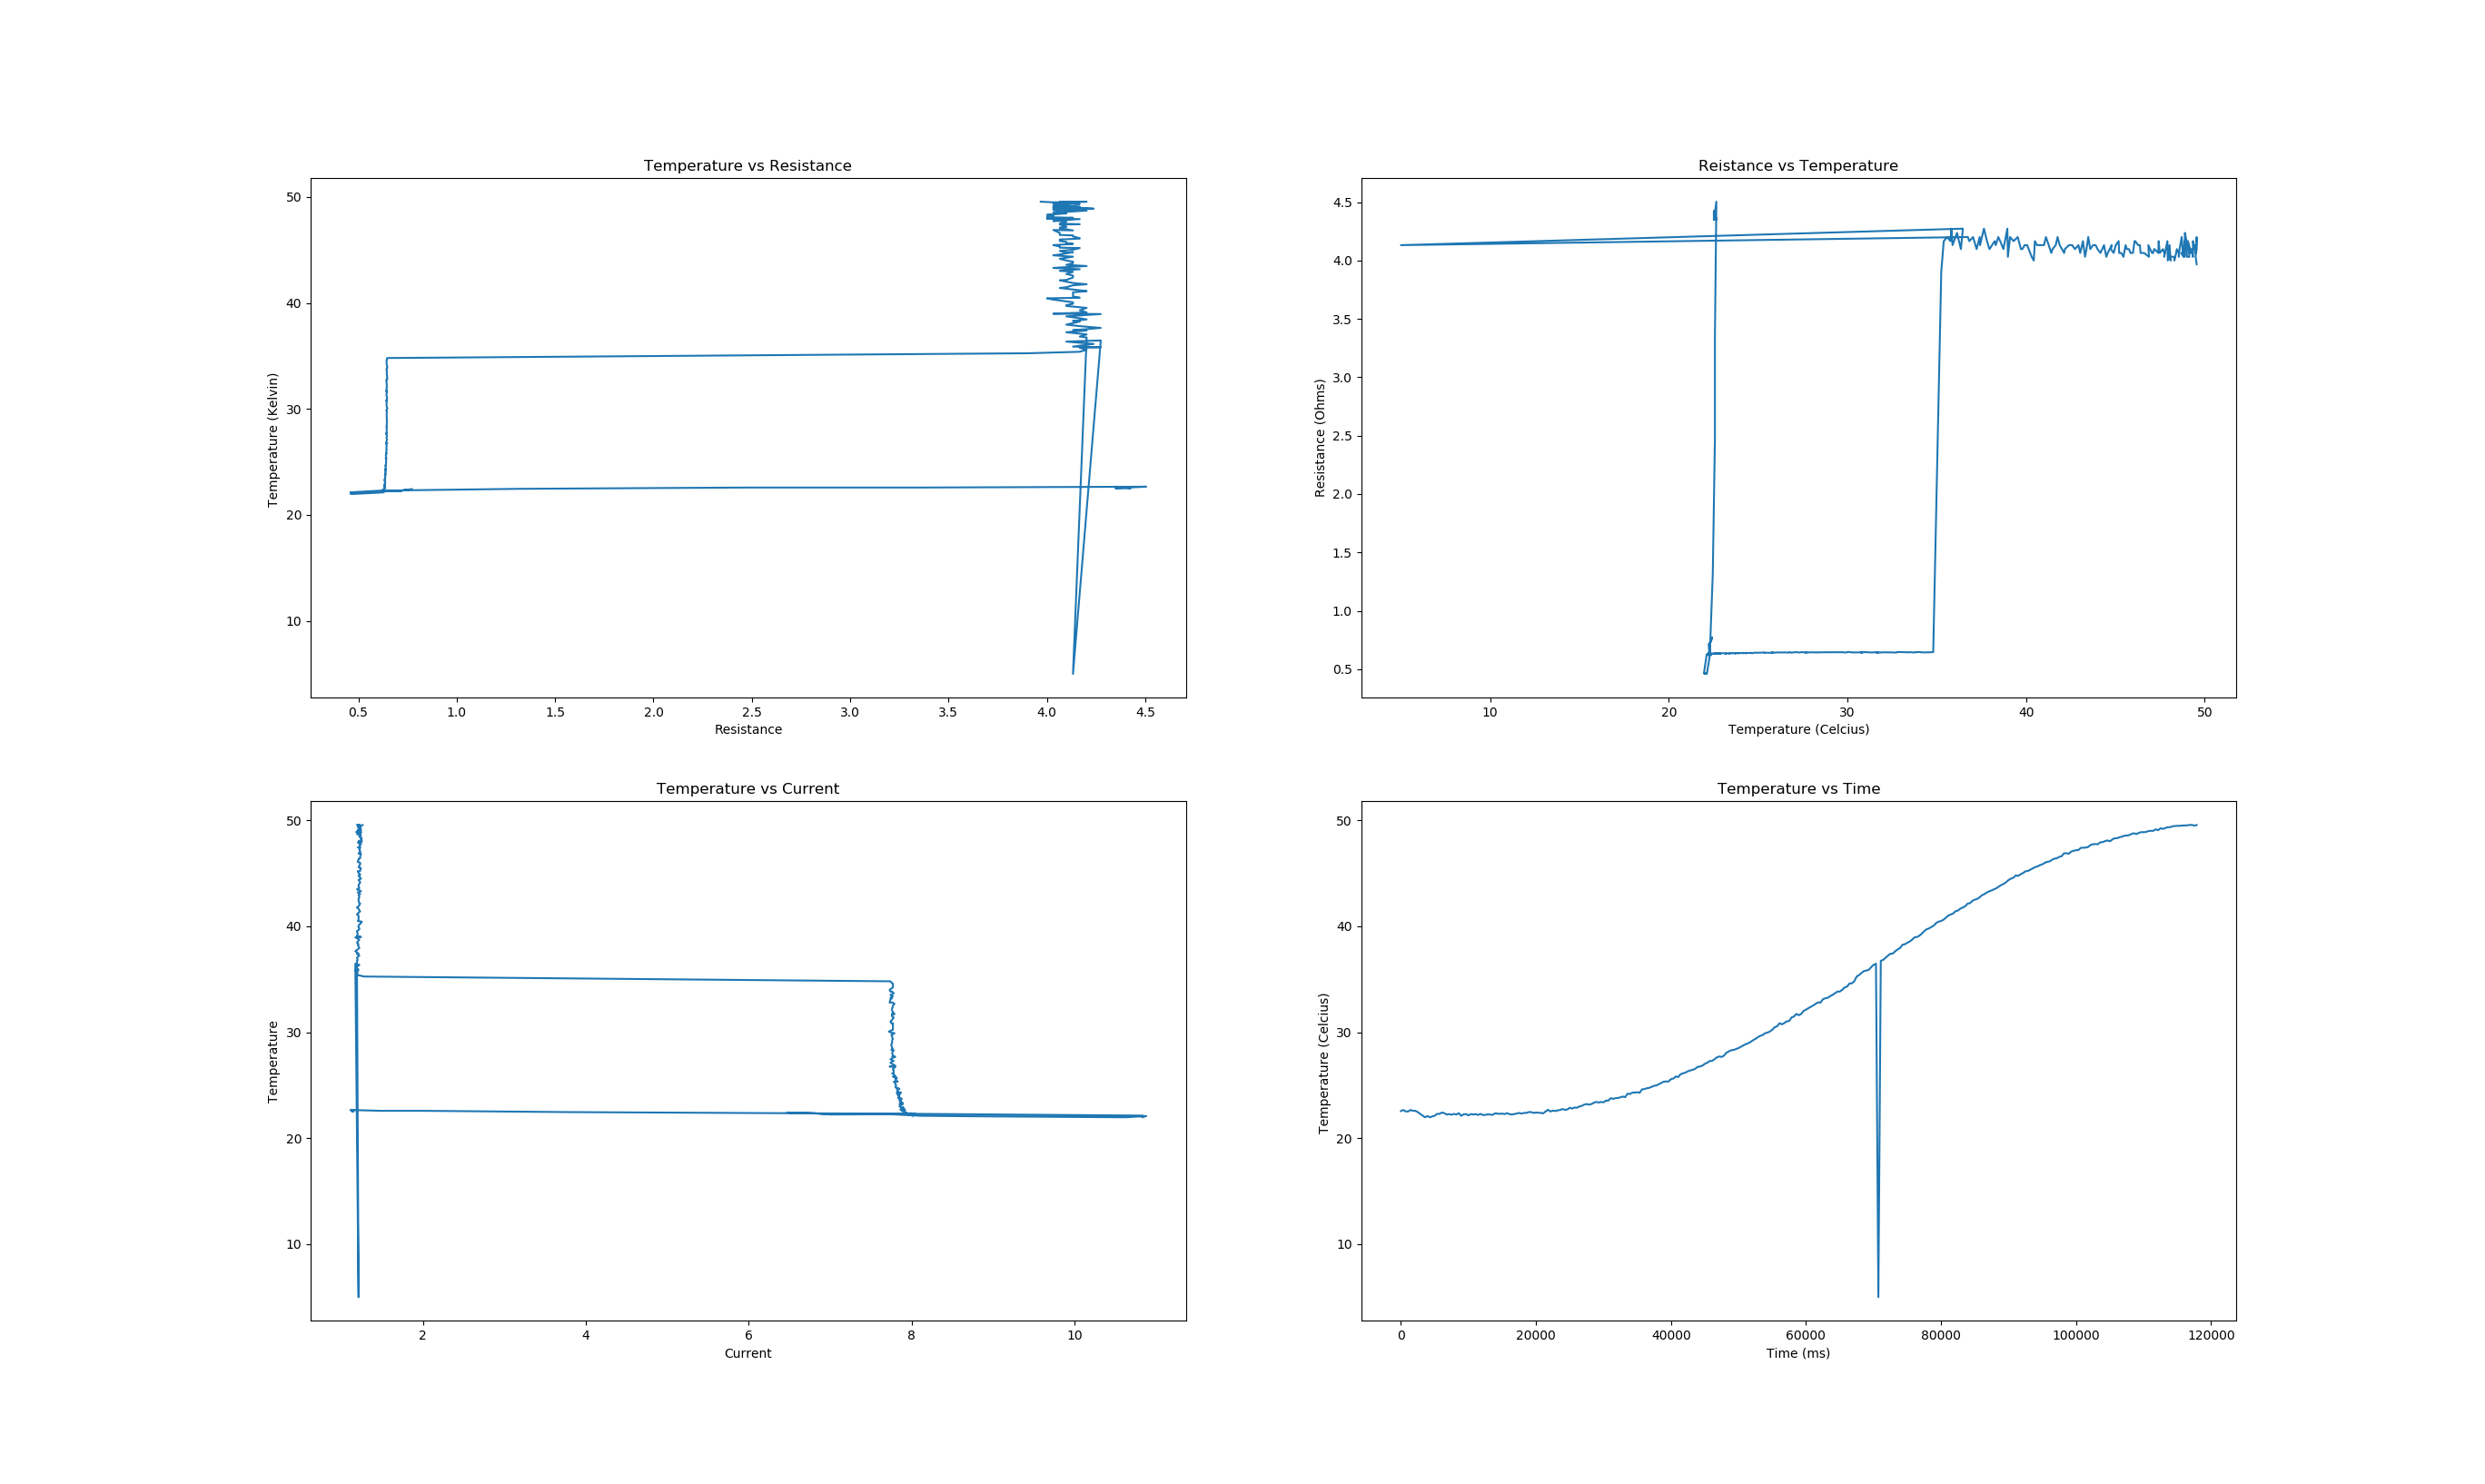 Temperature vs Resistance
50
40
30
20
10
Temperature (Kelvin)
0.5 1.0 1.5 2.0 2.5 3.0 3.5 4.0 4.5
Resistance
Reistance vs Temperature
4.5
4.0
3.5
3.0
2.5
2.0
1.5
1.0
0.5
Resistance (Ohms)
10 20 30 40 50
Temperature (Celcius)
Temperature vs Current
50
40
30
20
10
Temperature
2 4 6 8 10
Current
Temperature vs Time
50
40
30
20
10
Temperature (Celcius)
0 20000 40000 60000 80000 100000 120000
Time (ms)